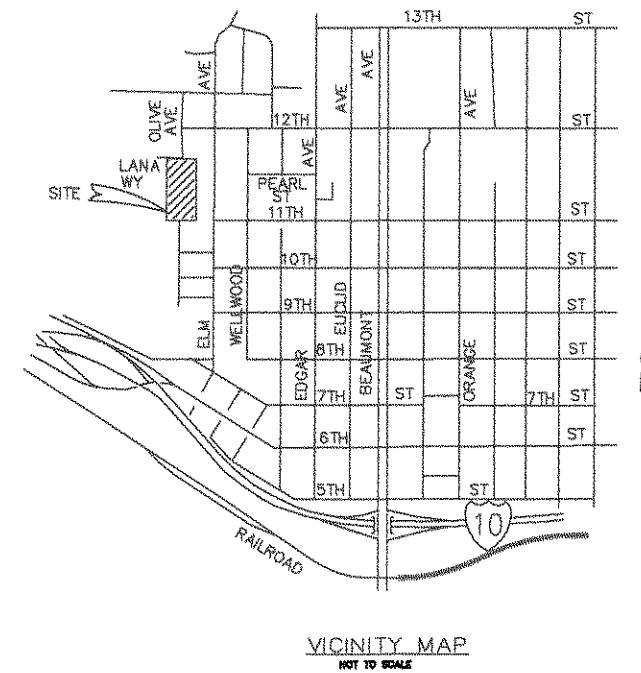 13TH ST
AVE
AVE
AVE
AVE
OLIVE AVE
12TH ST
AVE
LANA WY
SITE
PEARL ST
11TH ST
10TH ST
9TH ST
ELM
WELLWOOD
EDGAR
EUCLID
BEAUMONT
ORANGE
8TH ST
7TH ST 7TH ST
6TH ST
5TH ST
10
RAILROAD
VICINITY MAP
NOT TO SCALE